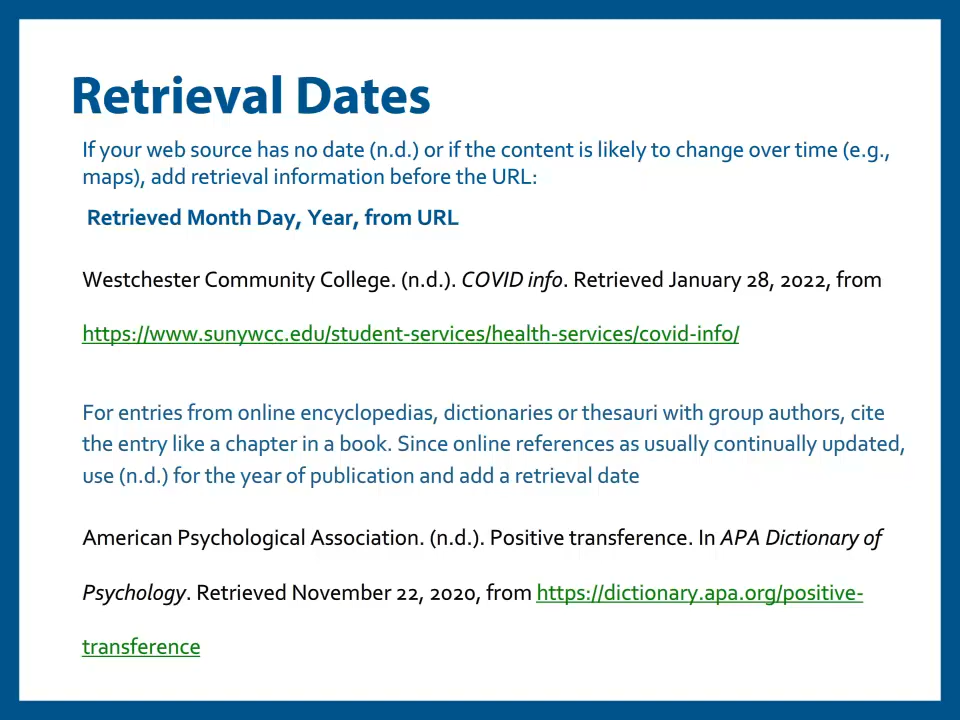 Retrieval Dates
If your web source has no date (n.d.) or if the content is likely to change over time (e.g.,
maps), add retrieval information before the URL:
Retrieved Month Day, Year, from URL
Westchester Community College. (n.d.). COVID info. Retrieved January 28, 2022, from
https://www.sunywcc.edu/student-services/health-services/covid-info/
For entries from online encyclopedias, dictionaries or thesauri with group authors, cite
the entry like a chapter in a book. Since online references as usually continually updated,
use (n.d.) for the year of publication and add a retrieval date
American Psychological Association. (n.d.). Positive transference. In APA Dictionary of
Psychology. Retrieved November 22, 2020, from https://dictionary.apa.org/positive-
transference